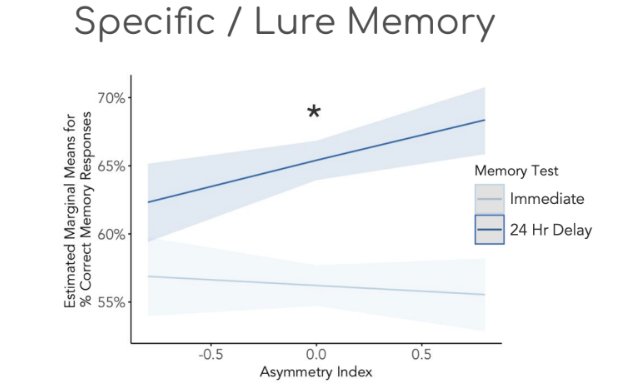 Specific / Lure Memory
Estimated Marginal Means for
% Correct Memory Responses
70%
65%
60%
55%
*
-0.5
0.0
0.5
Asymmetry Index
Memory Test
Immediate
24 Hr Delay